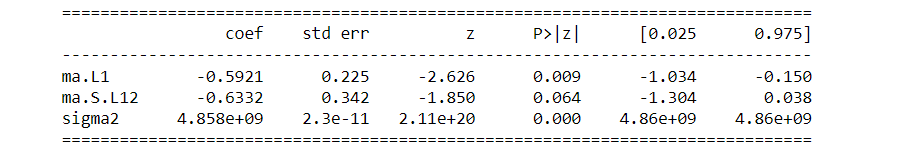 ==============================================================================
                 coef    std err          z      P>|z|      [0.025      0.975]
------------------------------------------------------------------------------
ma.L1         -0.5921      0.225     -2.626      0.009      -1.034      -0.150
ma.S.L12      -0.6332      0.342     -1.850      0.064      -1.304       0.038
sigma2      4.858e+09    2.3e-11   2.11e+20      0.000    4.86e+09    4.86e+09
==============================================================================